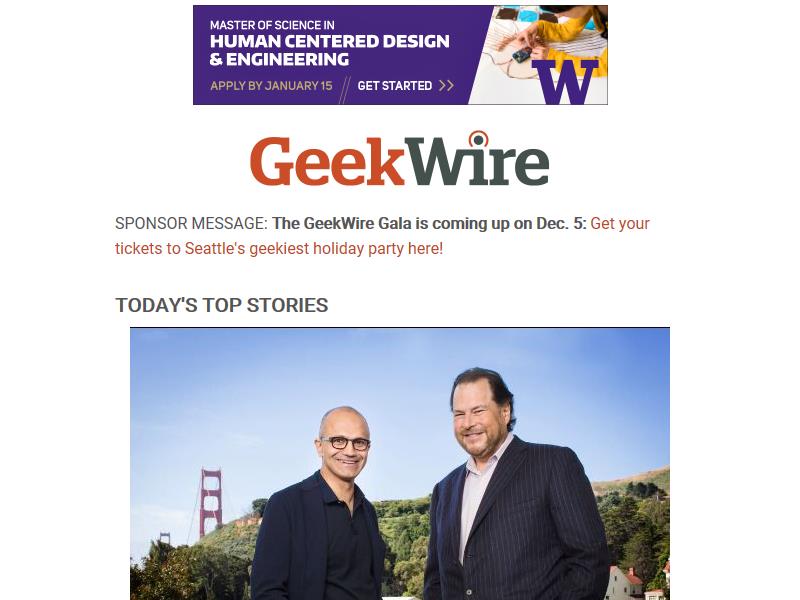 MASTER OF SCIENCE IN
HUMAN CENTERED DESIGN
& ENGINEERING
APPLY BY JANUARY 15 // GET STARTED >>
W
GeekWire
SPONSOR MESSAGE: The GeekWire Gala is coming up on Dec. 5: Get your
tickets to Seattle's geekiest holiday party here!
TODAY'S TOP STORIES